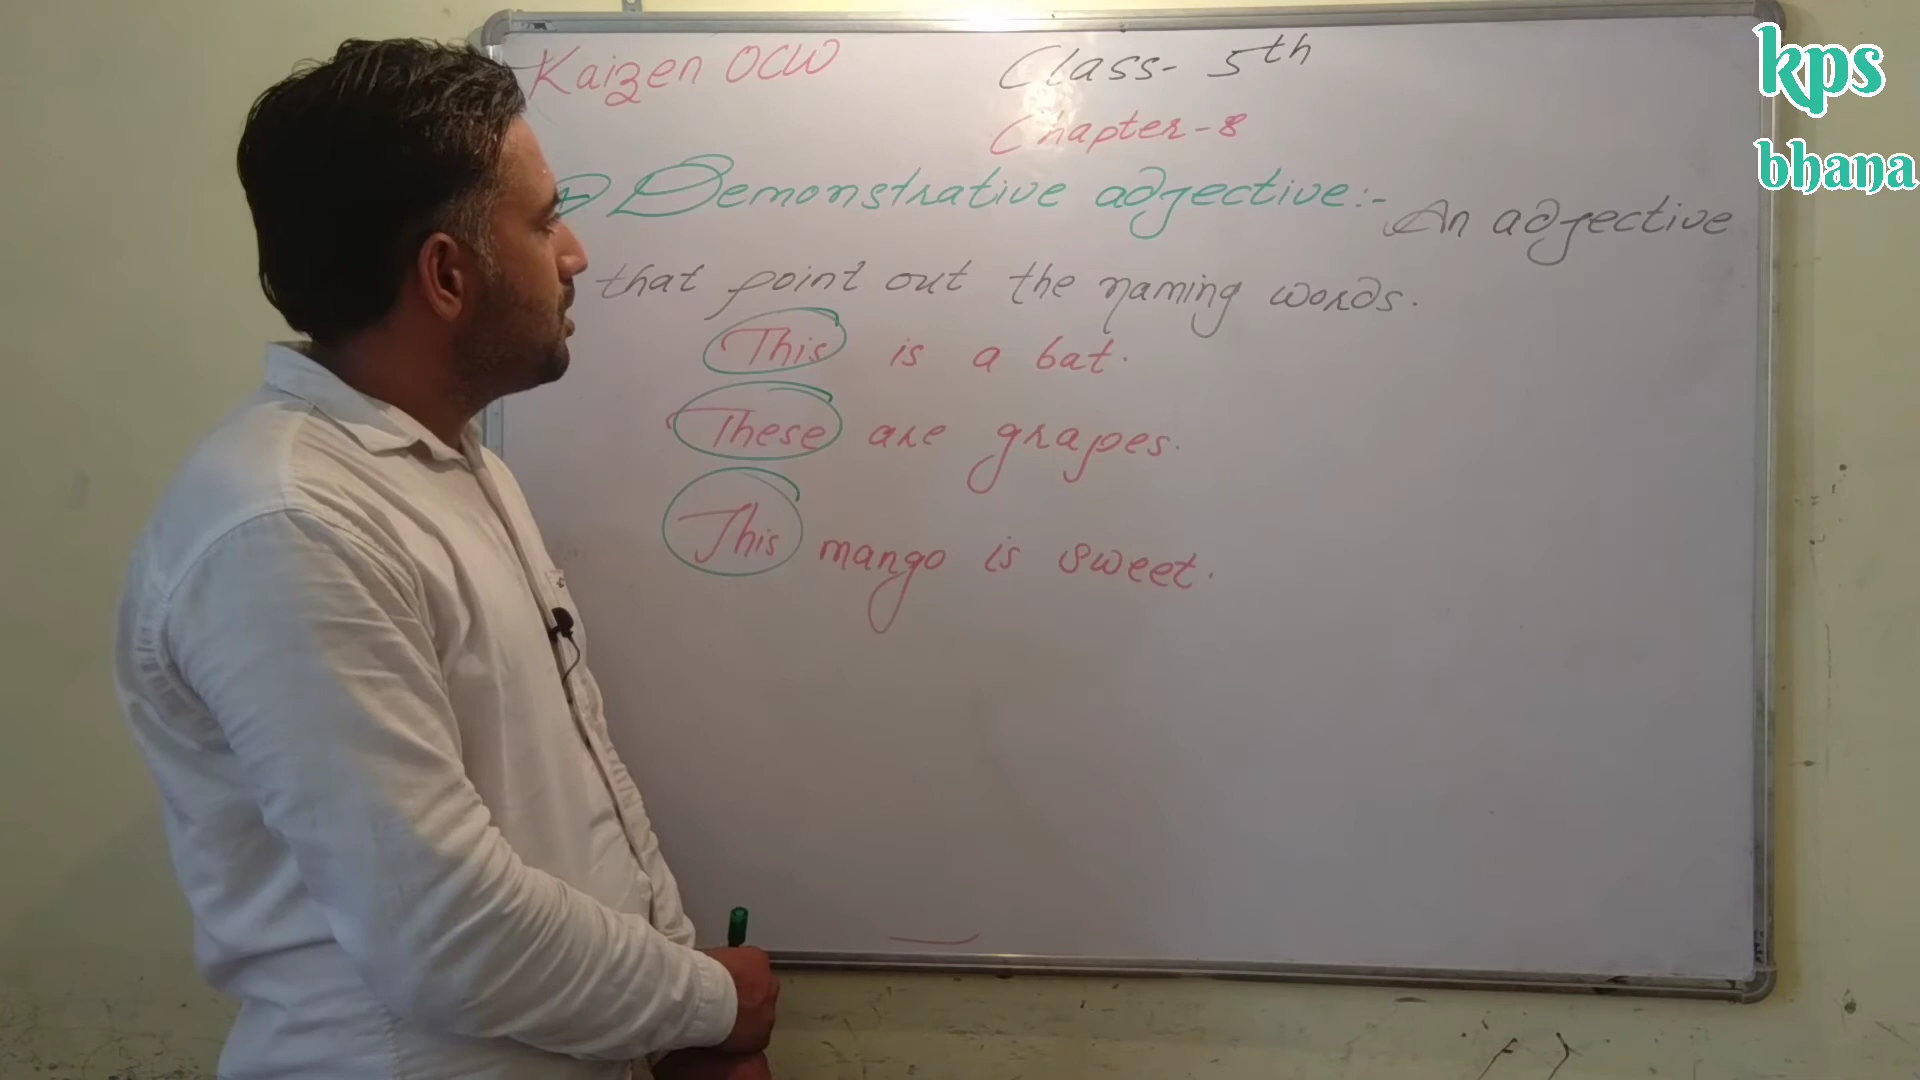 Kaizen OCW
Class- 5th
Chapter-8
Demonstrative adjective:- An adjective
that point out the naming words.
This is a bat.
These are grapes.
This mango is sweet.
kps
bhana